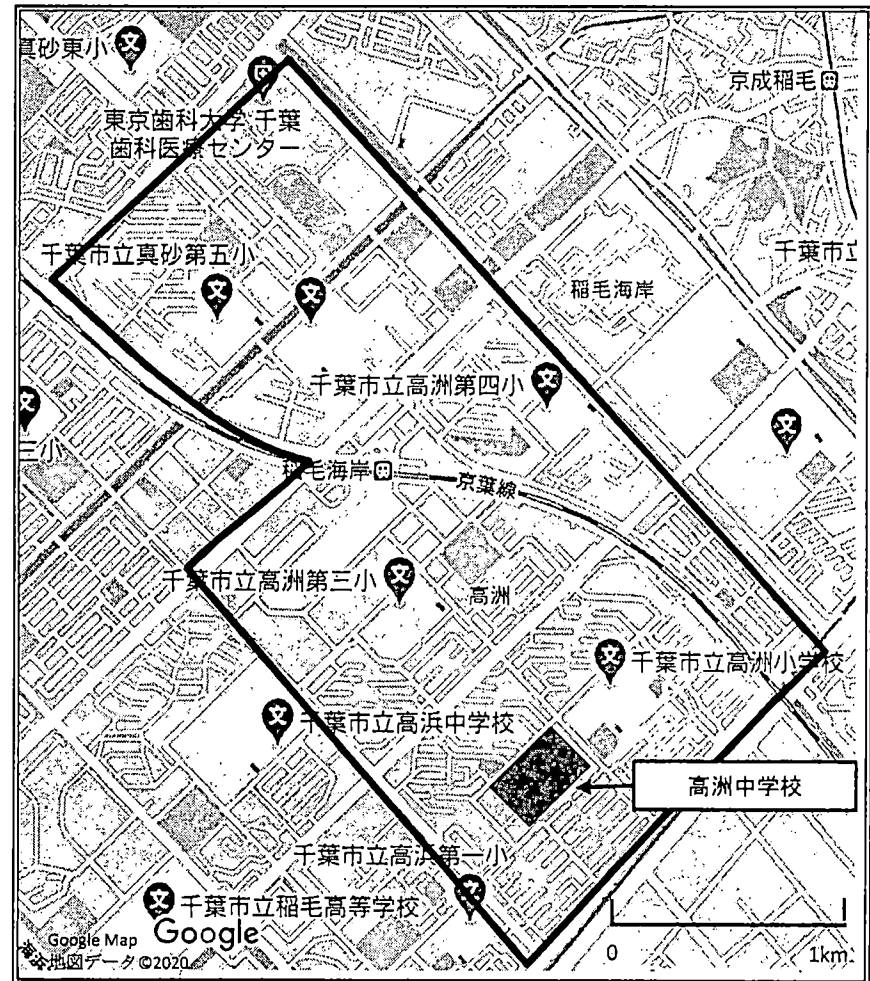 真砂東小
京成稲毛
東京歯科大学 千葉
歯科医療センター
千葉市立真砂第五小
千葉市立
稲毛海岸
千葉市立高洲第四小
三小
稲毛海岸
京葉線
千葉市立高洲第三小
高洲
千葉市立高洲小学校
千葉市立高浜中学校
高洲中学校
千葉市立高浜第一小
千葉市立稲毛高等学校
Google Map
Google
地図データ©2020
0
1km